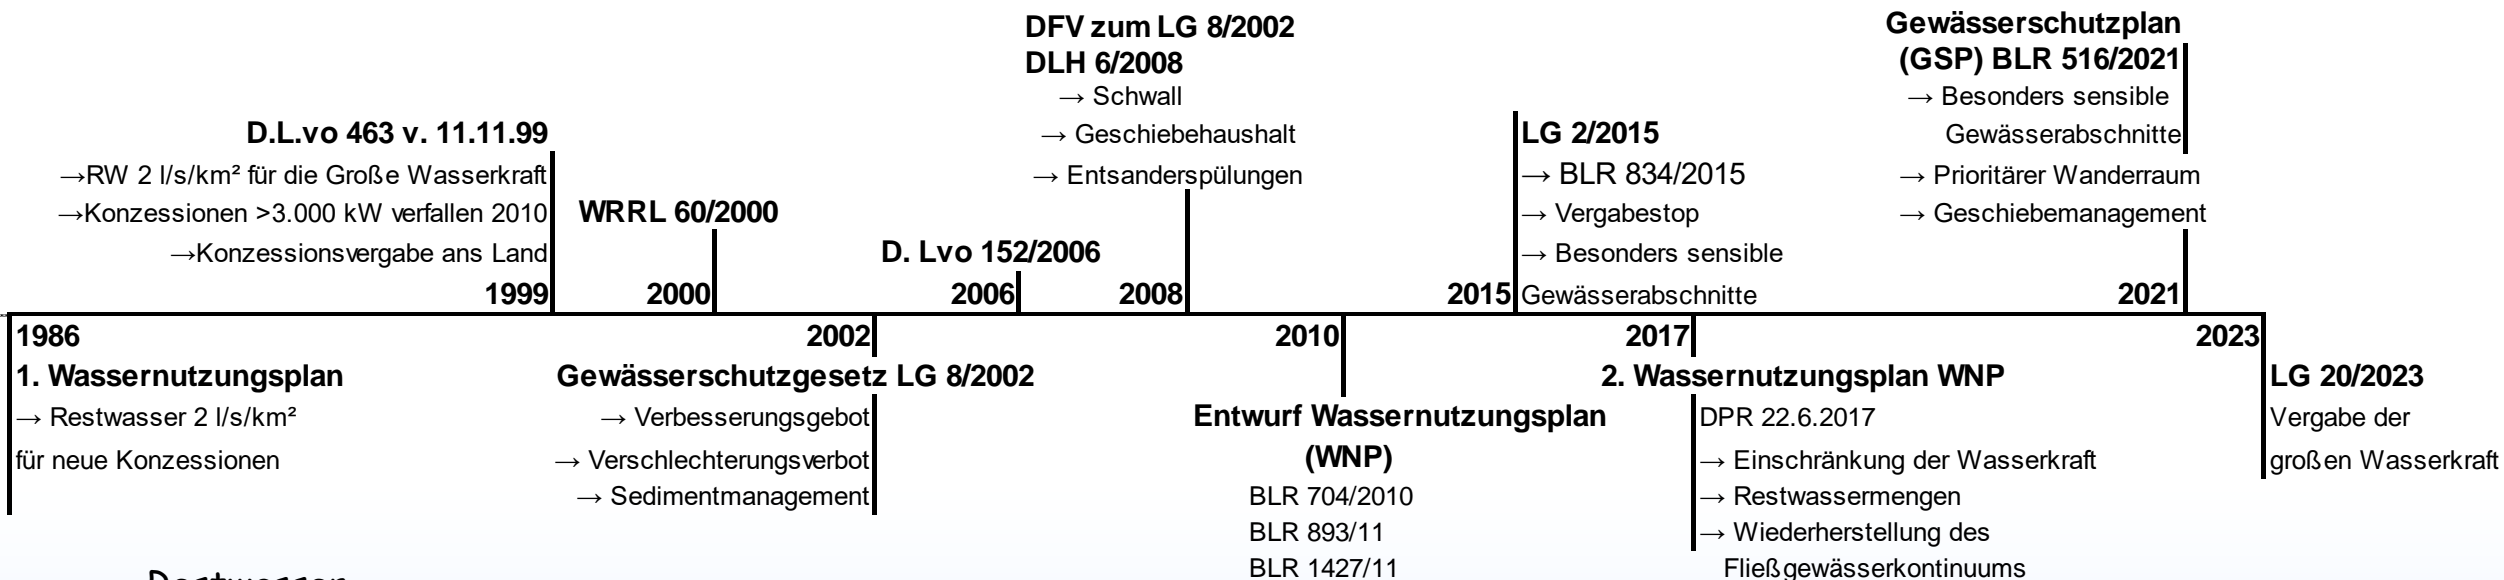 D.L.vo 463 v. 11.11.99
→RW 2 l/s/km² für die Große Wasserkraft
→Konzessionen >3.000 kW verfallen 2010
→Konzessionsvergabe ans Land
1999
WRRL 60/2000
2000
D. Lvo 152/2006
2006
DFV zum LG 8/2002
DLH 6/2008
→ Schwall
→ Geschiebehaushalt
→ Entsanderspülungen
2008
LG 2/2015
→ BLR 834/2015
→ Vergabestop
→ Besonders sensible
2015 Gewässerabschnitte
Gewässerschutzplan
(GSP) BLR 516/2021
→ Besonders sensible
Gewässerabschnitte
→ Prioritärer Wanderraum
→ Geschiebemanagement
2021
1986
1. Wassernutzungsplan
→ Restwasser 2 l/s/km²
für neue Konzessionen
2002
Gewässerschutzgesetz LG 8/2002
→ Verbesserungsgebot
→ Verschlechterungsverbot
→ Sedimentmanagement
2010
Entwurf Wassernutzungsplan
(WNP)
BLR 704/2010
BLR 893/11
BLR 1427/11
2017
2. Wassernutzungsplan WNP
DPR 22.6.2017
→ Einschränkung der Wasserkraft
→ Restwassermengen
→ Wiederherstellung des
Fließgewässerkontinuums
2023
LG 20/2023
Vergabe der
großen Wasserkraft